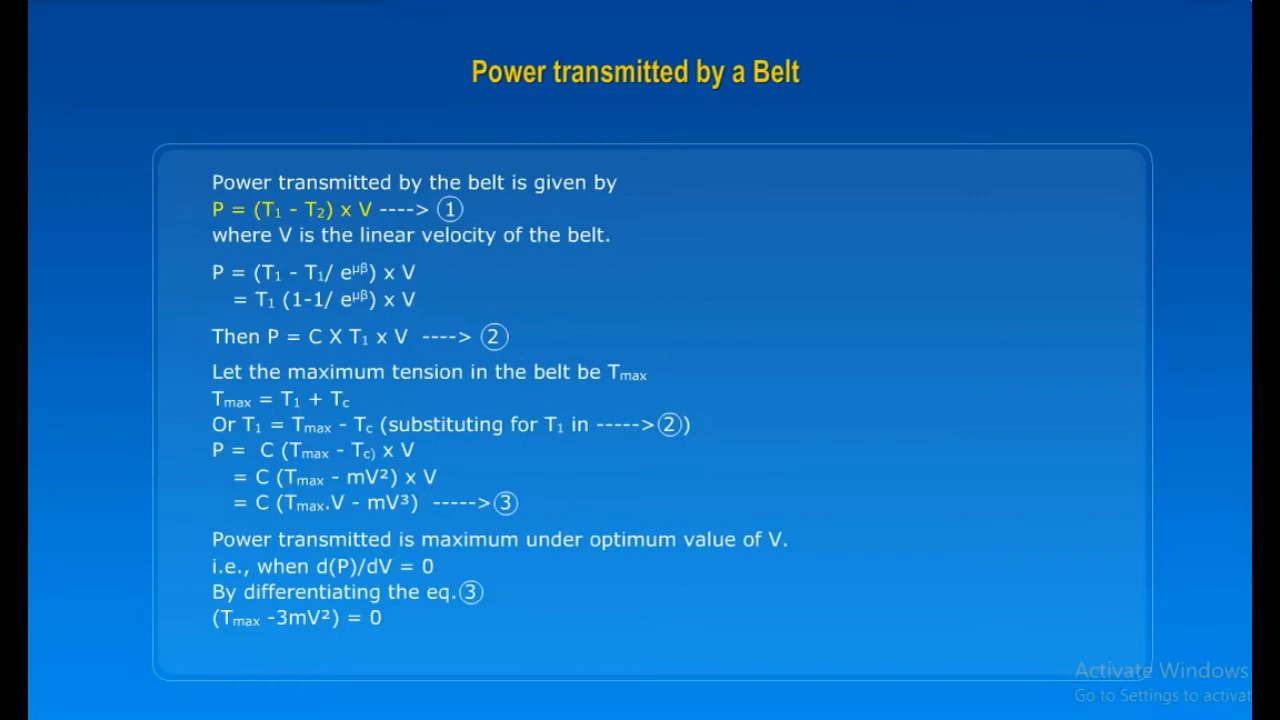 Power transmitted by a Belt
Power transmitted by the belt is given by
P = (T₁ - T₂) x V ----> ①
where V is the linear velocity of the belt.
P = (T₁ - T₁/ eᵘᵝ) x V
= T₁ (1-1/ eᵘᵝ) x V
Then P = C X T₁ x V ----> ②
Let the maximum tension in the belt be Tmax
Tmax = T₁ + Tc
Or T₁ = Tmax - Tc (substituting for T₁ in ----->②)
P = C (Tmax - Tc) x V
= C (Tmax - mV²) x V
= C (Tmax.V - mV³) ----->③
Power transmitted is maximum under optimum value of V.
i.e., when d(P)/dV = 0
By differentiating the eq.③
(Tmax -3mV²) = 0
Activate Windows
Go to Settings to activat